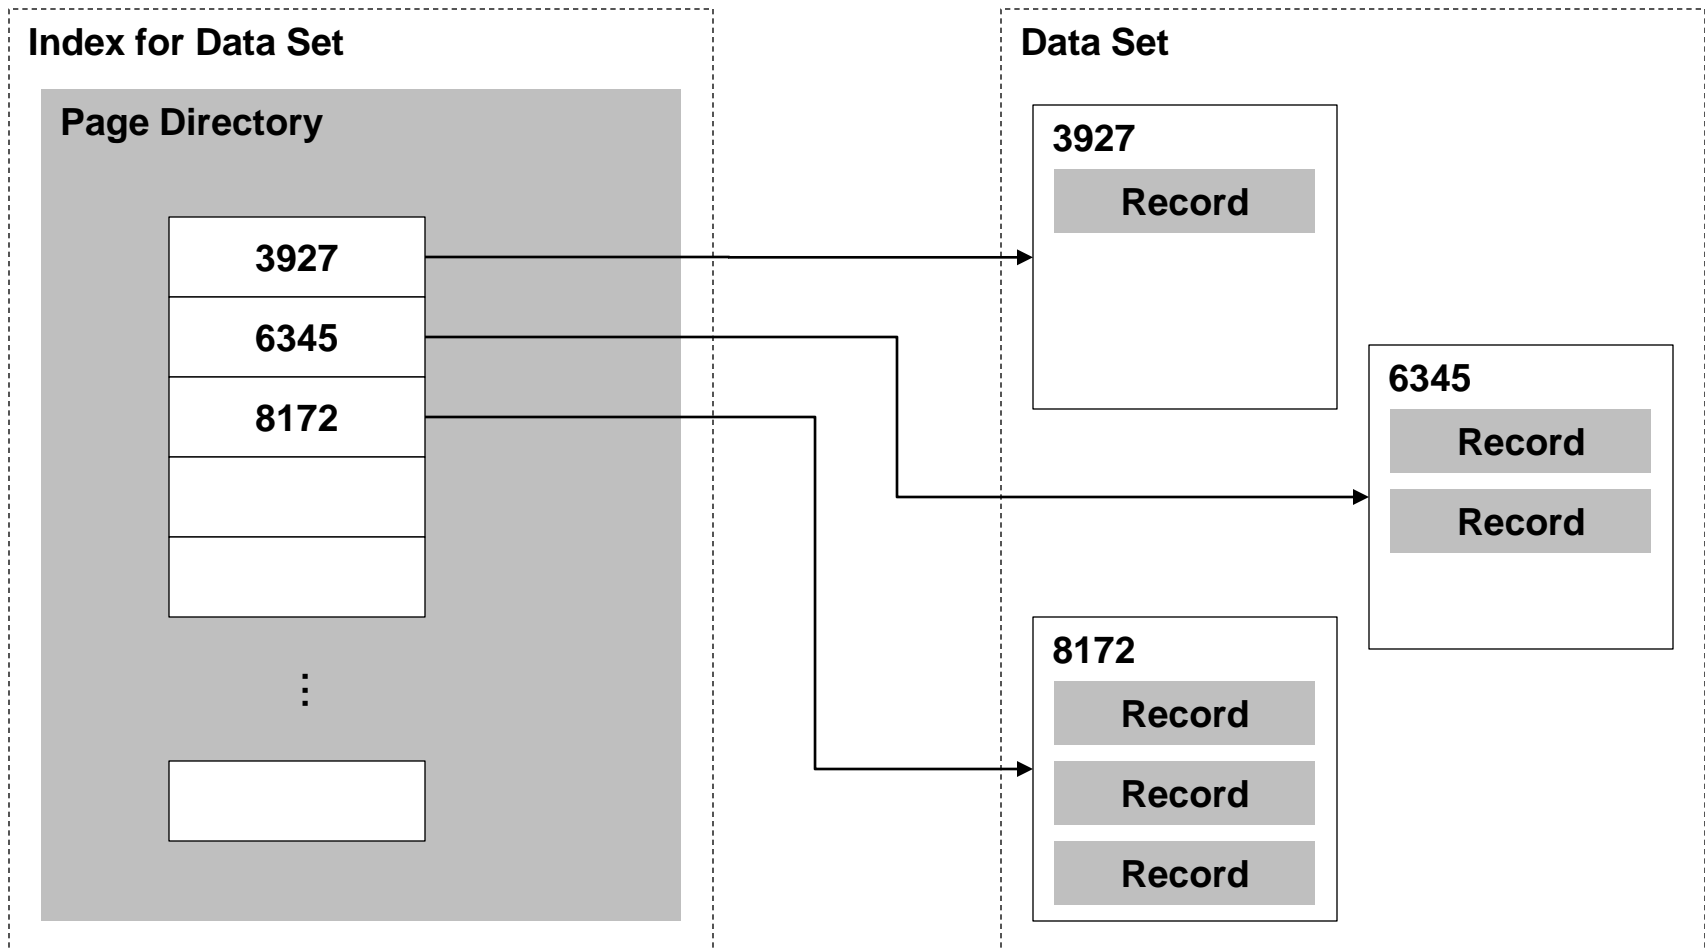 Index for Data Set
Page Directory
3927
6345
8172
⋮
Data Set
3927
Record
6345
Record
Record
8172
Record
Record
Record